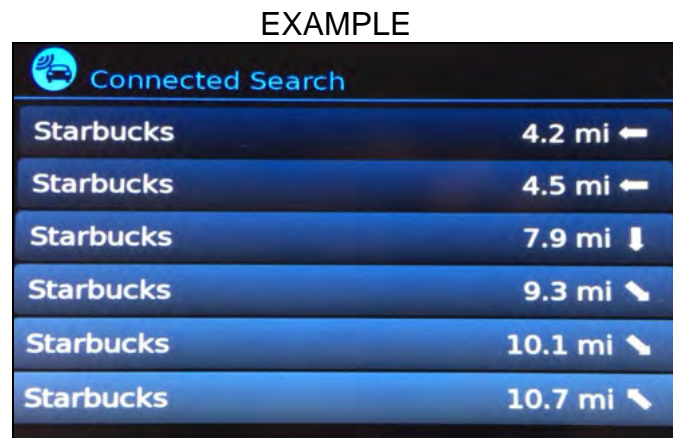 EXAMPLE
Connected Search
Starbucks 4.2 mi
Starbucks 4.5 mi
Starbucks 7.9 mi
Starbucks 9.3 mi
Starbucks 10.1 mi
Starbucks 10.7 mi